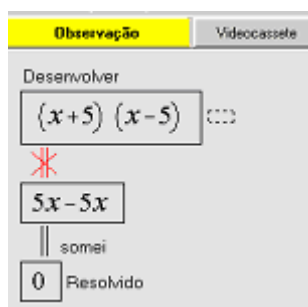 Observação Videocassete
Desenvolver
(x+5) (x-5)
5x-5x
somei
0 Resolvido